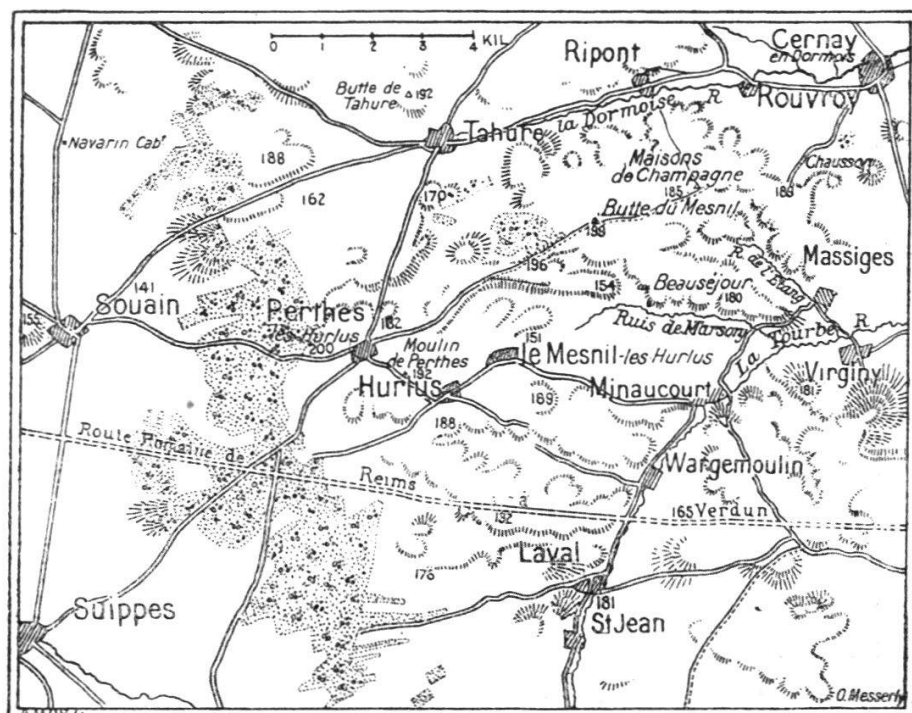 0 1 2 3 4 KIL.
Cernay
en Dormois
Ripont
Butte de
Tahure
192
Rouvroy
la Dormoise R
Tahure
Navarin Cabt
188
Maisons
de Champagne
Chausson
185
189
162
170
Butte du Mesnil
199
Massiges
R. de l'Etang
196
141
154
Beauséjour
180
Souain
155
Perthes
-lès-Hurlus
182
200
Ruis de Marson
La Tourbe R
Moulin
de Perthes
192
151
le Mesnil-les Hurlus
Virginy
181
Hurlus
Minaucourt
189
188
Route Romaine de Reims à Verdun
Wargemoulin
165
132
Laval
176
181
Suippes
St Jean
O. Messerly